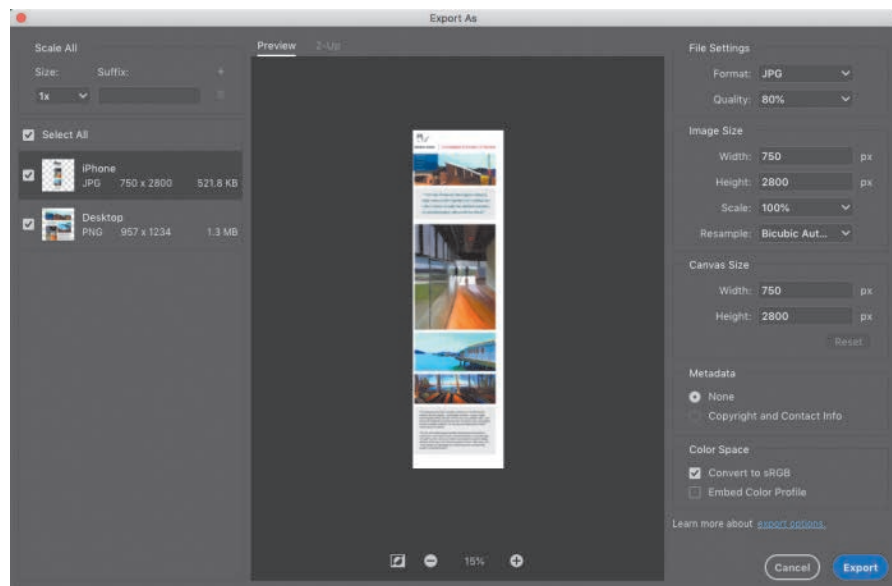 Export As
Scale All
Size: Suffix: +
1x
Select All
iPhone
JPG 750 x 2800 521.8 KB
Desktop
PNG 957 x 1234 1.3 MB
Preview 2-Up
15%
File Settings
Format: JPG
Quality: 80%
Image Size
Width: 750 px
Height: 2800 px
Scale: 100%
Resample: Bicubic Aut...
Canvas Size
Width: 750 px
Height: 2800 px
Reset
Metadata
None
Copyright and Contact Info
Color Space
Convert to sRGB
Embed Color Profile
Learn more about export options.
Cancel Export